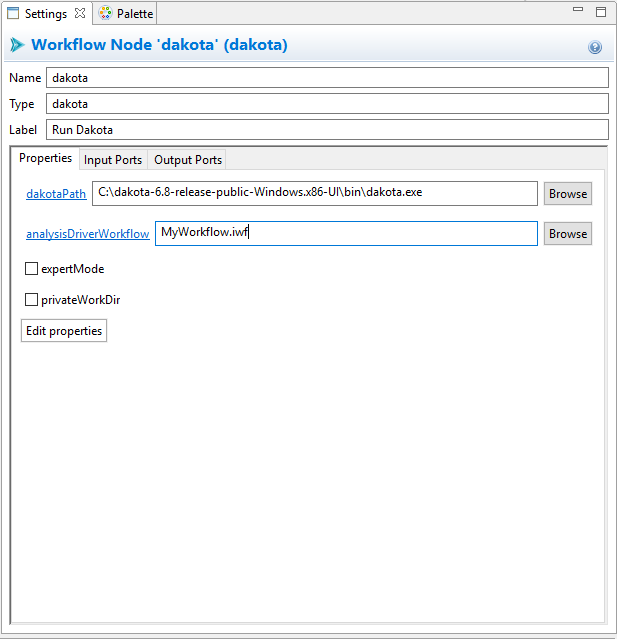 Settings Palette
Workflow Node 'dakota' (dakota)
Name dakota
Type dakota
Label Run Dakota
Properties Input Ports Output Ports
dakotaPath C:\dakota-6.8-release-public-Windows.x86-UI\bin\dakota.exe Browse
analysisDriverWorkflow MyWorkflow.iwf Browse
expertMode
privateWorkDir
Edit properties